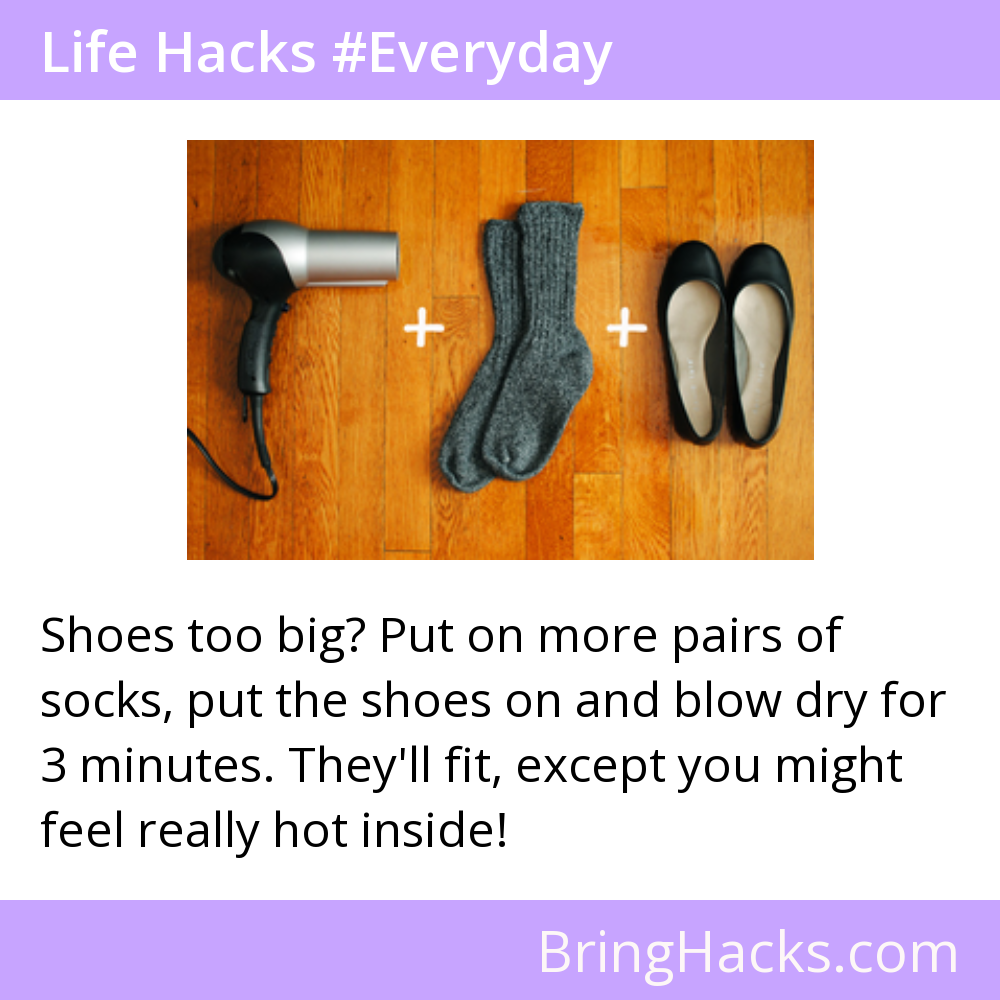 Life Hacks #Everyday
+ +
Shoes too big? Put on more pairs of
socks, put the shoes on and blow dry for
3 minutes. They'll fit, except you might
feel really hot inside!
BringHacks.com